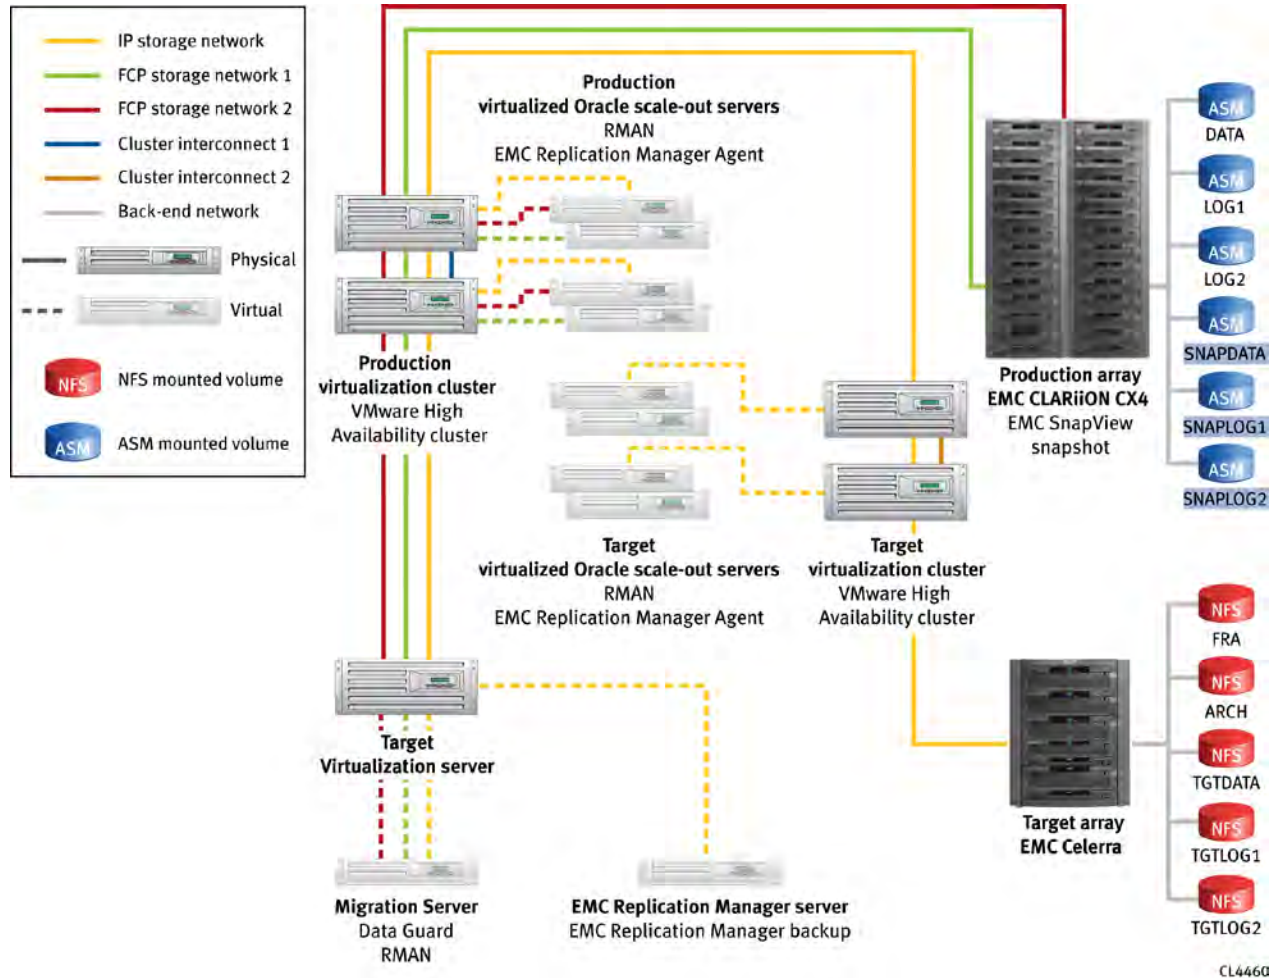 IP storage network
FCP storage network 1
FCP storage network 2
Cluster interconnect 1
Cluster interconnect 2
Back-end network
Physical
Virtual
NFS
NFS mounted volume
ASM
ASM mounted volume
Production
virtualized Oracle scale-out servers
RMAN
EMC Replication Manager Agent
Production
virtualization cluster
VMware High
Availability cluster
Target
virtualized Oracle scale-out servers
RMAN
EMC Replication Manager Agent
Target
virtualization cluster
VMware High
Availability cluster
Production array
EMC CLARiiON CX4
EMC SnapView
snapshot
ASM
DATA
ASM
LOG1
ASM
LOG2
ASM
SNAPDATA
ASM
SNAPLOG1
ASM
SNAPLOG2
Target
Virtualization server
Migration Server
Data Guard
RMAN
EMC Replication Manager server
EMC Replication Manager backup
Target array
EMC Celerra
NFS
FRA
NFS
ARCH
NFS
TGTDATA
NFS
TGTLOG1
NFS
TGTLOG2
CL4460